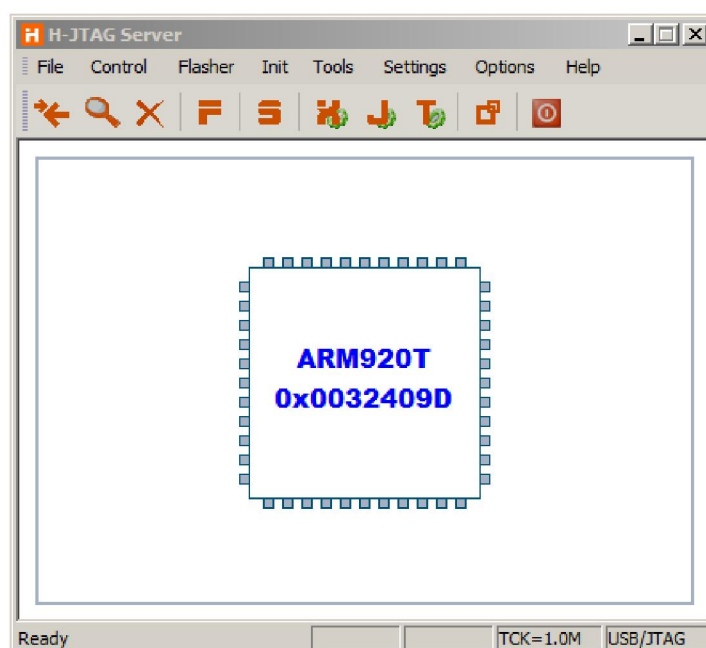 H H-JTAG Server
File Control Flasher Init Tools Settings Options Help
F S H J T
ARM920T
0x0032409D
Ready TCK=1.0M USB/JTAG